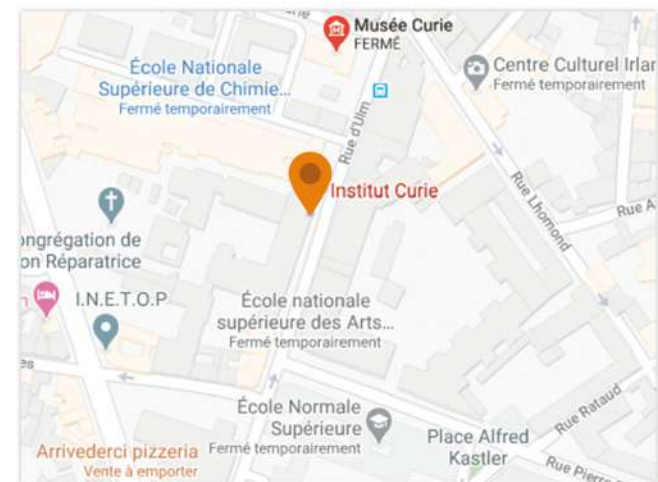 Musée Curie
FERMÉ
École Nationale
Supérieure de Chimie...
Fermé temporairement
Centre Culturel Irlar
Fermé temporairement
Rue d'Ulm
Institut Curie
Rue Lhomond
Rue A
ongrégation de
on Réparatrice
I.N.E.T.O.P
École nationale
supérieure des Arts...
Fermé temporairement
École Normale
Supérieure
Fermé temporairement
Place Alfred
Kastler
Rue Rataud
Rue Pierre
Arrivederci pizzeria
Vente à emporter